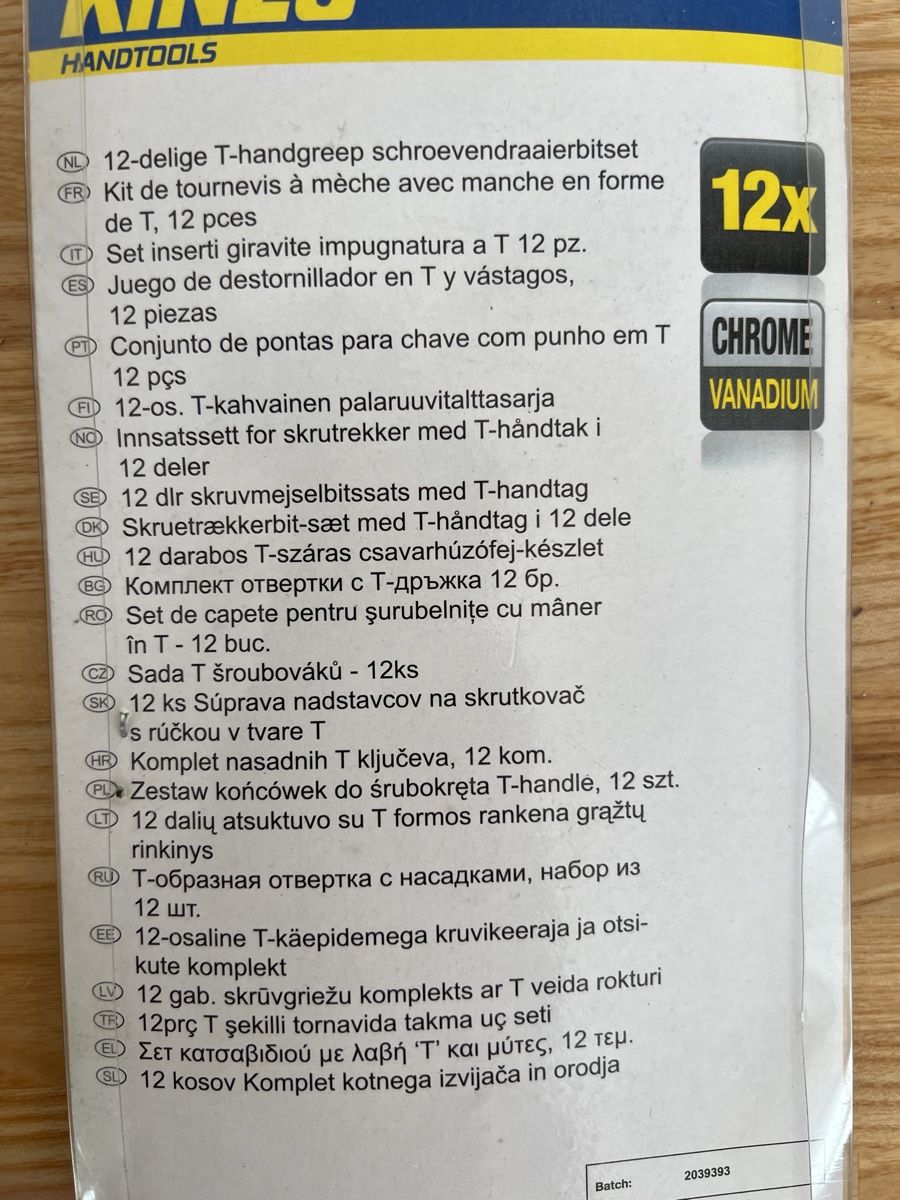 HANDTOOLS
NL 12-delige T-handgreep schroevendraaierbitset
FR Kit de tournevis à mèche avec manche en forme
de T, 12 pces
IT Set inserti giravite impugnatura a T 12 pz.
ES Juego de destornillador en T y vástagos,
12 piezas
PT Conjunto de pontas para chave com punho em T
12 pçs
FI 12-os. T-kahvainen palaruuvitalttasarja
NO Innsatssett for skrutrekker med T-håndtak i
12 deler
SE 12 dlr skruvmejselbitssats med T-handtag
DK Skruetrækkerbit-sæt med T-håndtag i 12 dele
HU 12 darabos T-száras csavarhúzófej-készlet
BG Комплект отвертки с Т-дръжка 12 бр.
RO Set de capete pentru şurubelniţe cu mâner
în T - 12 buc.
CZ Sada T šroubováků - 12ks
SK 12 ks Súprava nadstavcov na skrutkovač
s rúčkou v tvare T
HR Komplet nasadnih T ključeva, 12 kom.
PL Zestaw końcówek do śrubokręta T-handle, 12 szt.
LT 12 dalių atsuktuvo su T formos rankena grąžtų
rinkinys
RU Т-образная отвертка с насадками, набор из
12 шт.
EE 12-osaline T-käepidemega kruvikeeraja ja otsi-
kute komplekt
LV 12 gab. skrūvgriežu komplekts ar T veida rokturi
TR 12prç T şekilli tornavida takma uç seti
EL Σετ κατσαβιδιού με λαβή ‘Τ’ και μύτες, 12 τεμ.
SL 12 kosov Komplet kotnega izvijača in orodja
12x
CHROME
VANADIUM
Batch: 2039393